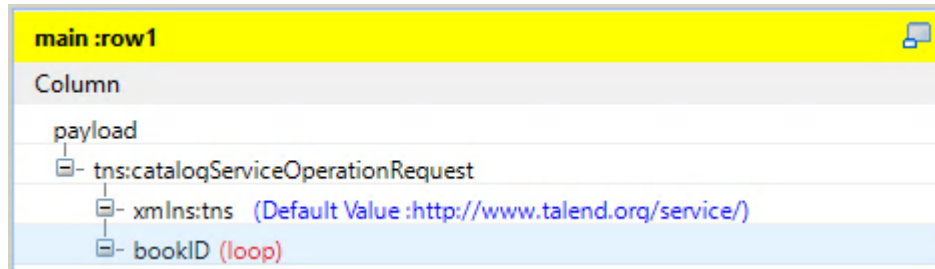 main :row1
Column
payload
tns:catalogServiceOperationRequest
xmlns:tns (Default Value :http://www.talend.org/service/)
bookID (loop)